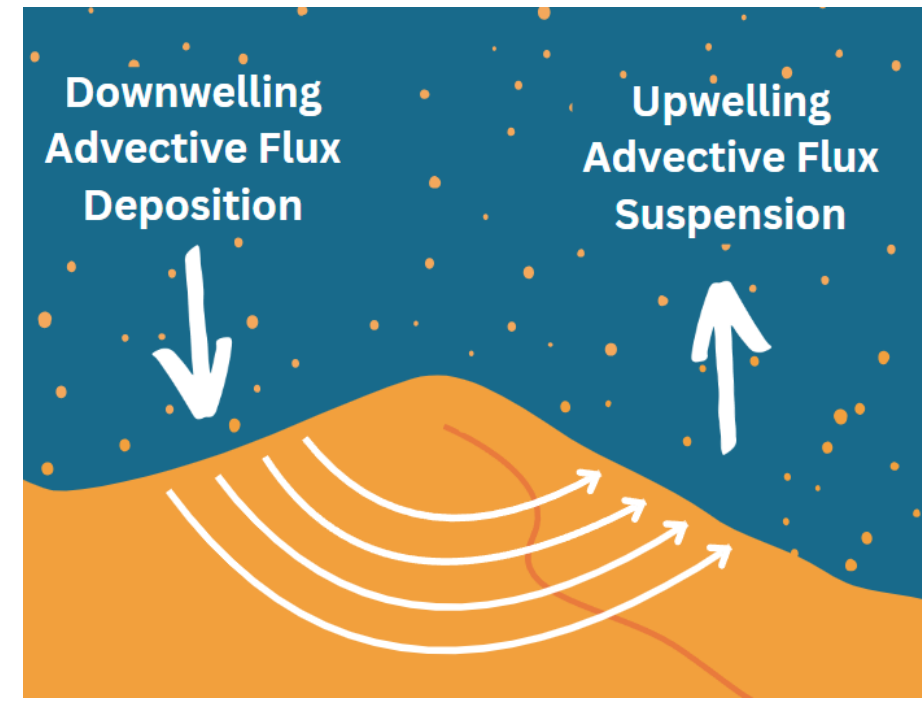 Downwelling
Advective Flux
Deposition
Upwelling
Advective Flux
Suspension